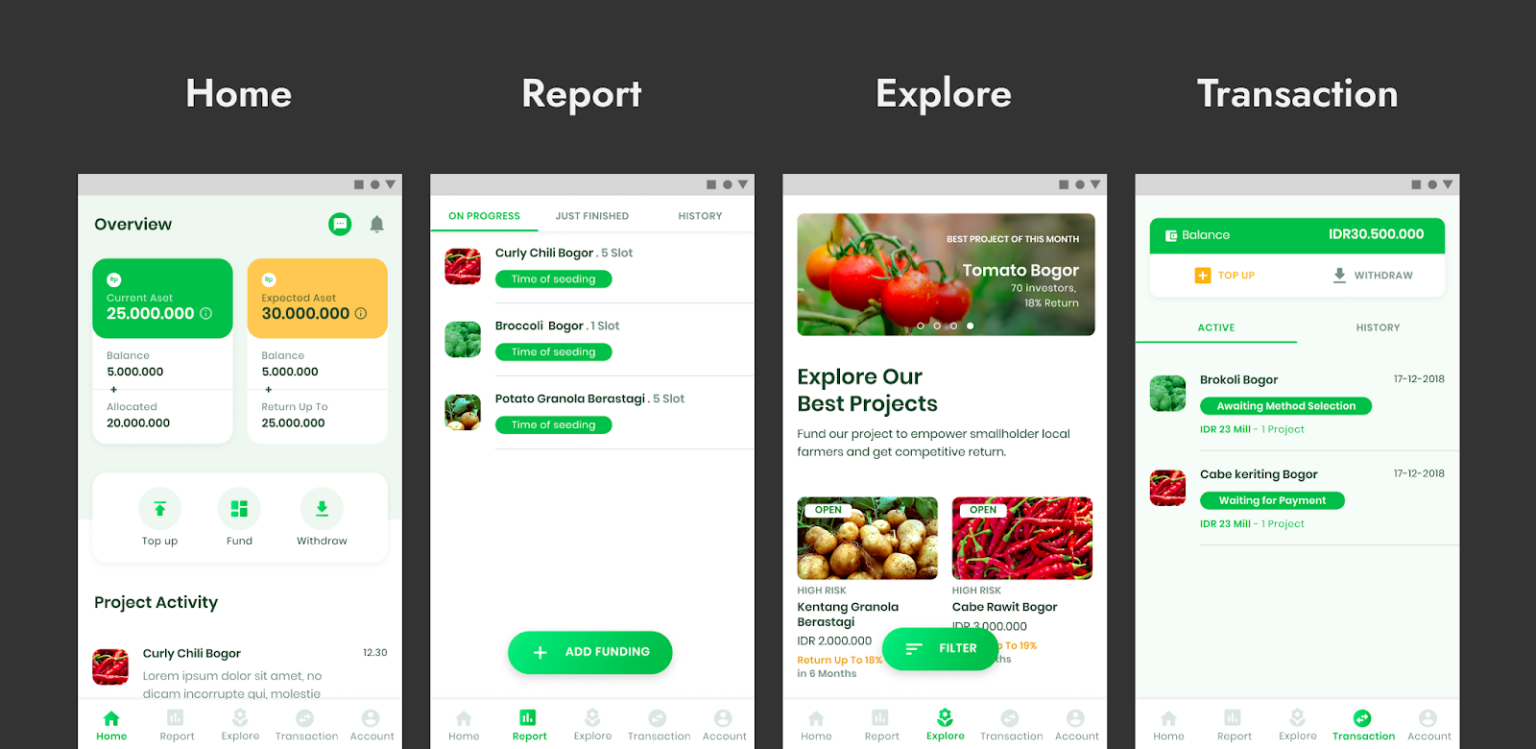 Home
Report
Explore
Transaction
Overview
Rp
Current Aset
25.000.000
Balance
5.000.000
+
Allocated
20.000.000
Rp
Expected Aset
30.000.000
Balance
5.000.000
+
Return Up To
25.000.000
Top up
Fund
Withdraw
Project Activity
Curly Chili Bogor
12.30
Lorem ipsum dolor sit amet, no
dicam incorrupte qui, molestie
Home
Report
Explore
Transaction
Account
ON PROGRESS
JUST FINISHED
HISTORY
Curly Chili Bogor . 5 Slot
Time of seeding
Broccoli Bogor . 1 Slot
Time of seeding
Potato Granola Berastagi . 5 Slot
Time of seeding
+ ADD FUNDING
Home
Report
Explore
Transaction
Account
BEST PROJECT OF THIS MONTH
Tomato Bogor
70 investors,
18% Return
Explore Our
Best Projects
Fund our project to empower smallholder local
farmers and get competitive return.
OPEN
HIGH RISK
Kentang Granola
Berastagi
IDR 2.000.000
Return Up To 18%
in 6 Months
OPEN
HIGH RISK
Cabe Rawit Bogor
IDR 3.000.000
To 19%
FILTER
Home
Report
Explore
Transaction
Account
Balance
IDR30.500.000
TOP UP
WITHDRAW
ACTIVE
HISTORY
Brokoli Bogor
17-12-2018
Awaiting Method Selection
IDR 23 Mill - 1 Project
Cabe keriting Bogor
17-12-2018
Waiting for Payment
IDR 23 Mill - 1 Project
Home
Report
Explore
Transaction
Account